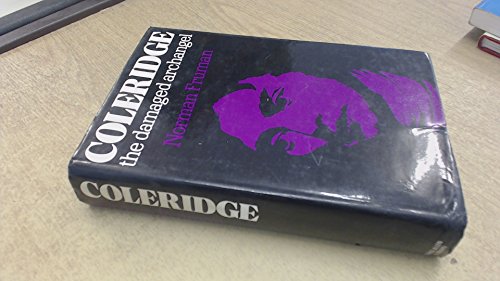 COLERIDGE
the damaged archangel
Norman Fruman
COLERIDGE